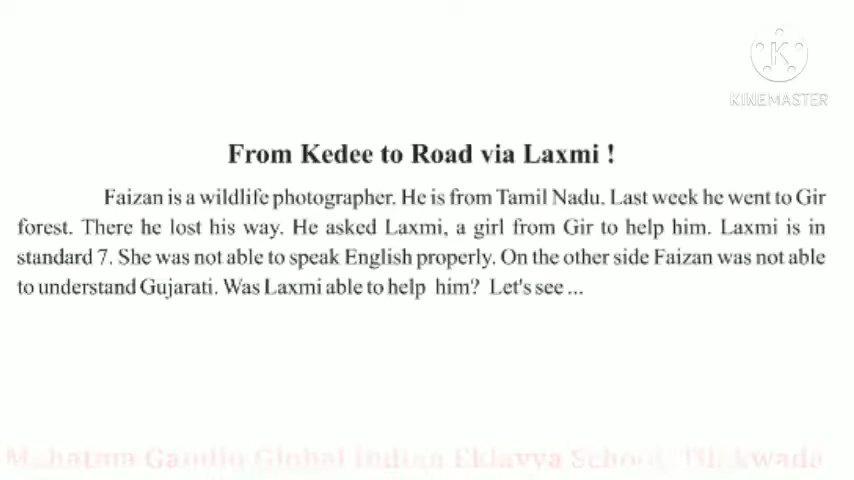 KINEMASTER
From Kedee to Road via Laxmi !
Faizan is a wildlife photographer. He is from Tamil Nadu. Last week he went to Gir
forest. There he lost his way. He asked Laxmi, a girl from Gir to help him. Laxmi is in
standard 7. She was not able to speak English properly. On the other side Faizan was not able
to understand Gujarati. Was Laxmi able to help him? Let's see ...
Global Indian Eklavya School,